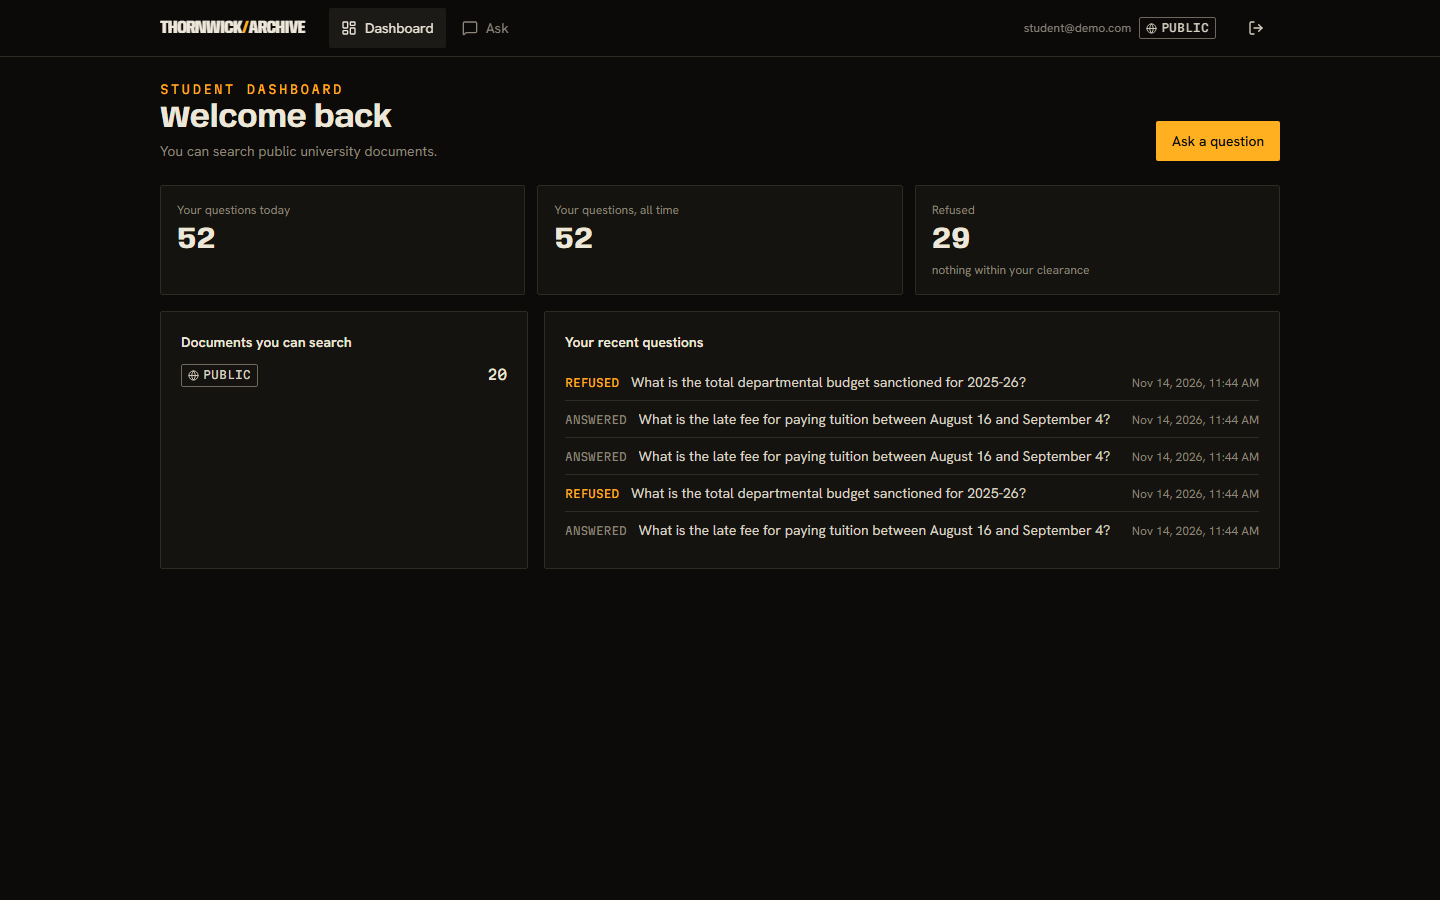 THORNWICK/ARCHIVE Dashboard Ask student@demo.com PUBLIC
STUDENT DASHBOARD
Welcome back
You can search public university documents.
Ask a question
Your questions today
52
Your questions, all time
52
Refused
29
nothing within your clearance
Documents you can search
PUBLIC 20
Your recent questions
REFUSED What is the total departmental budget sanctioned for 2025-26? Nov 14, 2026, 11:44 AM
ANSWERED What is the late fee for paying tuition between August 16 and September 4? Nov 14, 2026, 11:44 AM
ANSWERED What is the late fee for paying tuition between August 16 and September 4? Nov 14, 2026, 11:44 AM
REFUSED What is the total departmental budget sanctioned for 2025-26? Nov 14, 2026, 11:44 AM
ANSWERED What is the late fee for paying tuition between August 16 and September 4? Nov 14, 2026, 11:44 AM